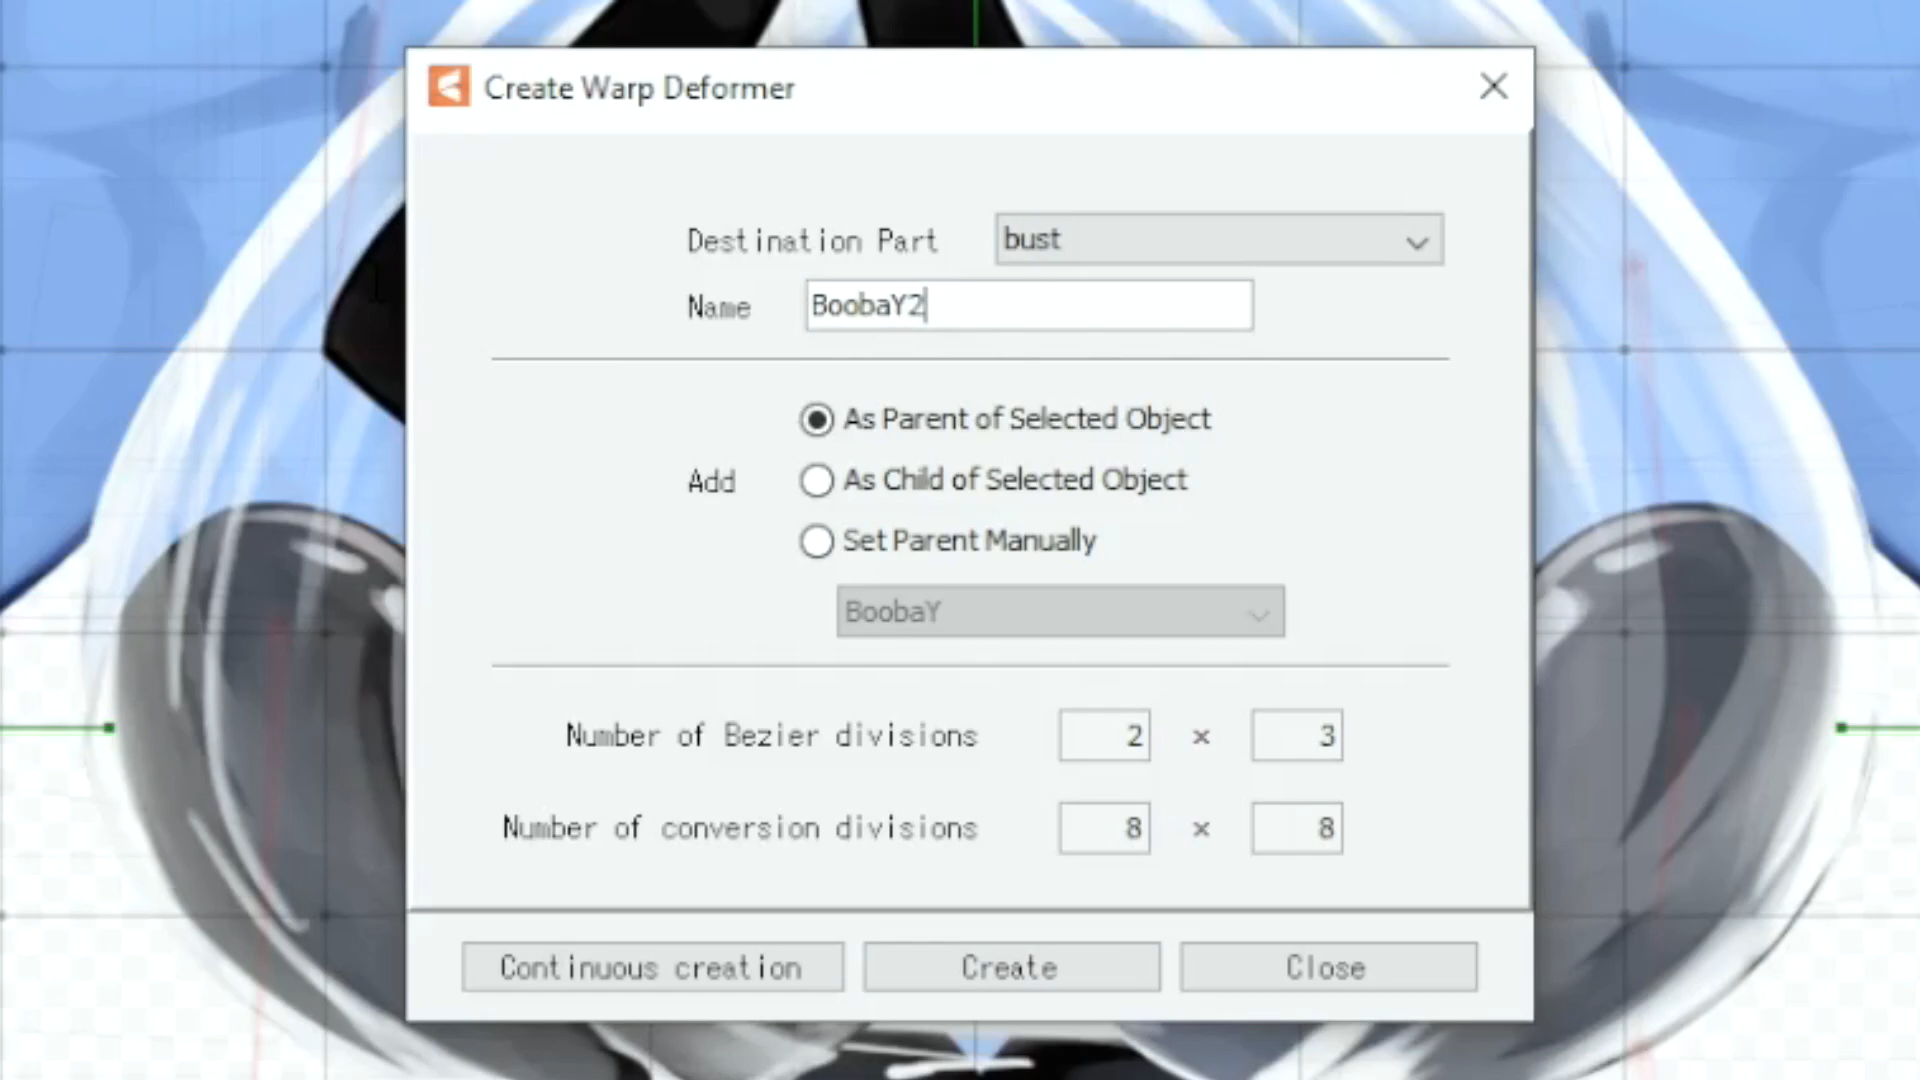 Create Warp Deformer
Destination Part bust
Name BoobaY2
As Parent of Selected Object
Add As Child of Selected Object
Set Parent Manually
BoobaY
Number of Bezier divisions 2 × 3
Number of conversion divisions 8 × 8
Continuous creation Create Close